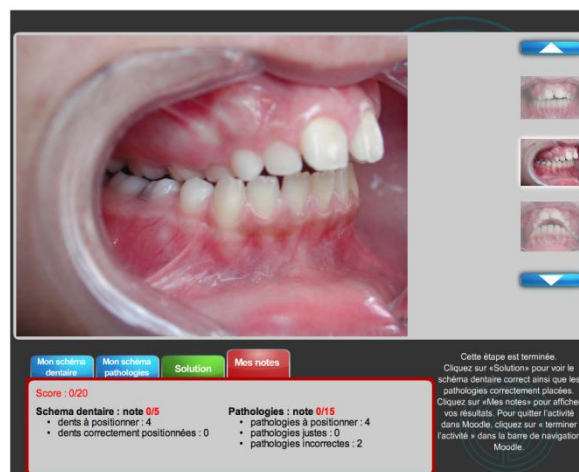 Mon schéma
dentaire
Mon schéma
pathologies
Solution
Mes notes
Score : 0/20
Schema dentaire : note 0/5
• dents à positionner : 4
• dents correctement positionnées : 0
Pathologies : note 0/15
• pathologies à positionner : 4
• pathologies justes : 0
• pathologies incorrectes : 2
Cette étape est terminée.
Cliquez sur «Solution» pour voir le
schéma dentaire correct ainsi que les
pathologies correctement placées.
Cliquez sur «Mes notes» pour afficher
vos résultats. Pour quitter l'activité
dans Moodle, cliquez sur « terminer
l'activité » dans la barre de navigation
Moodle.